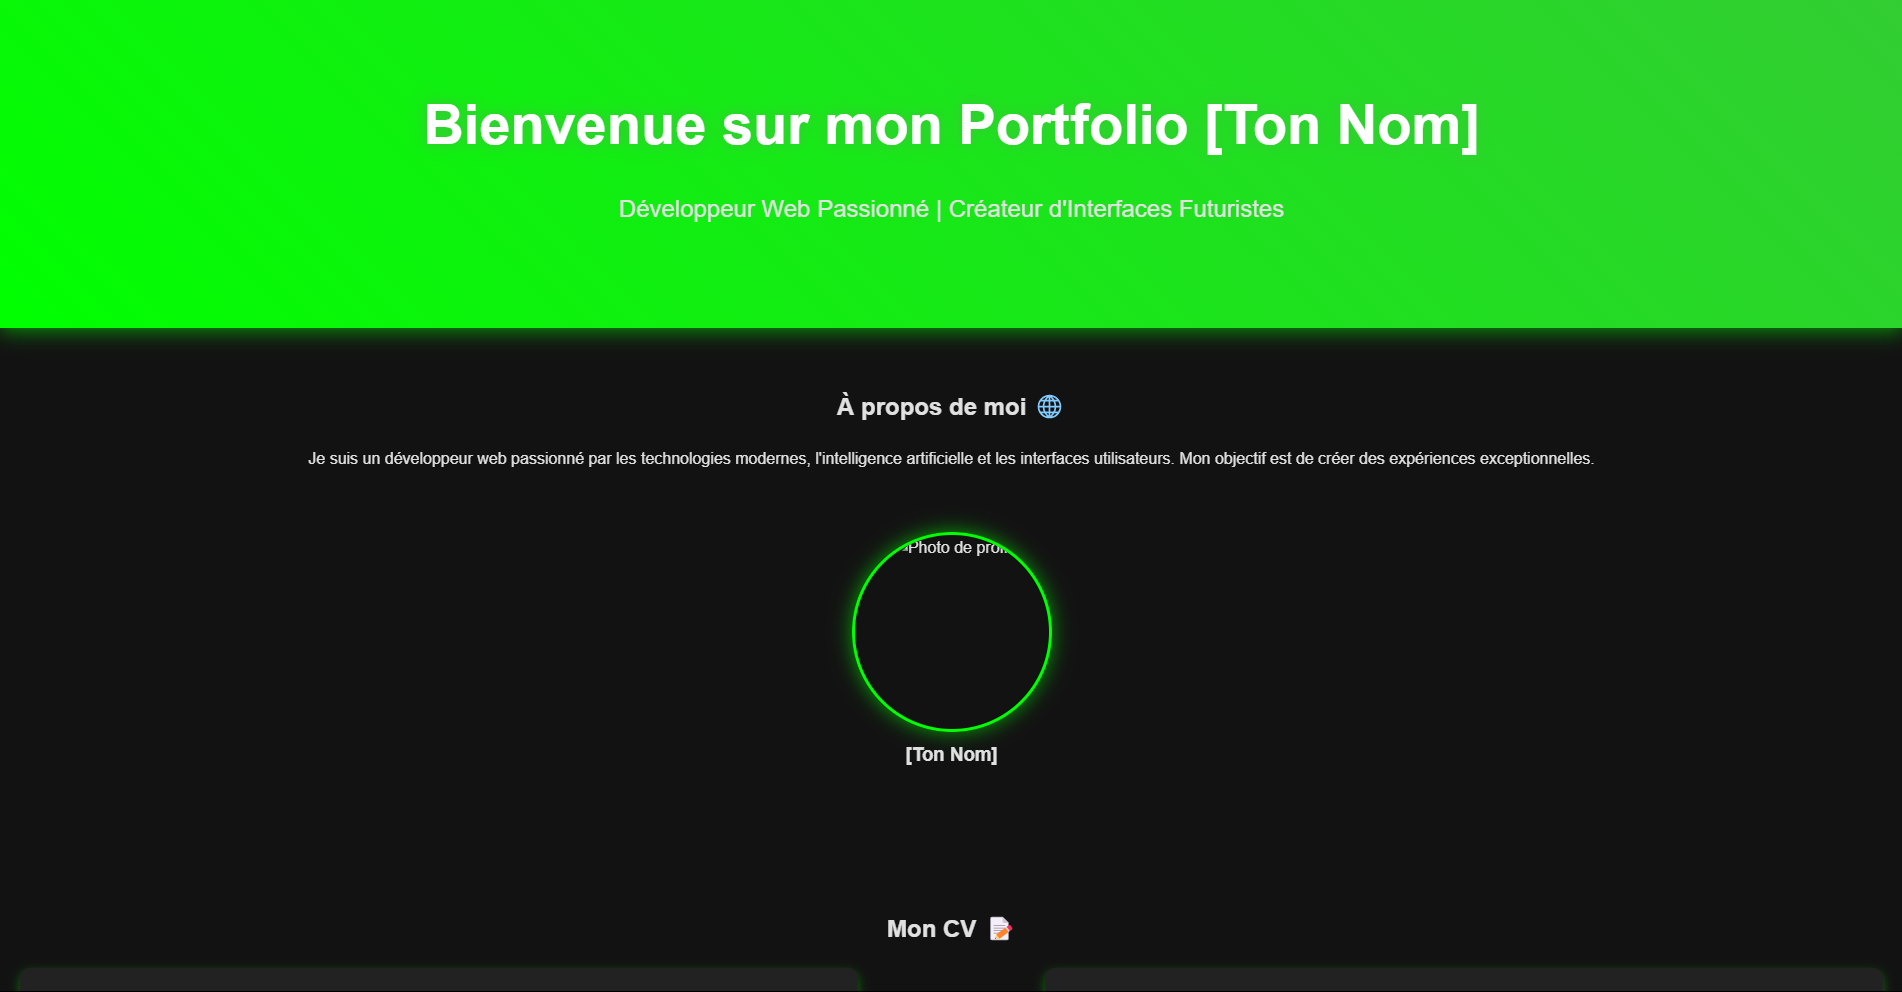 Bienvenue sur mon Portfolio [Ton Nom]
Développeur Web Passionné | Créateur d'Interfaces Futuristes
À propos de moi
Je suis un développeur web passionné par les technologies modernes, l'intelligence artificielle et les interfaces utilisateurs. Mon objectif est de créer des expériences exceptionnelles.
Photo de
[Ton Nom]
Mon CV